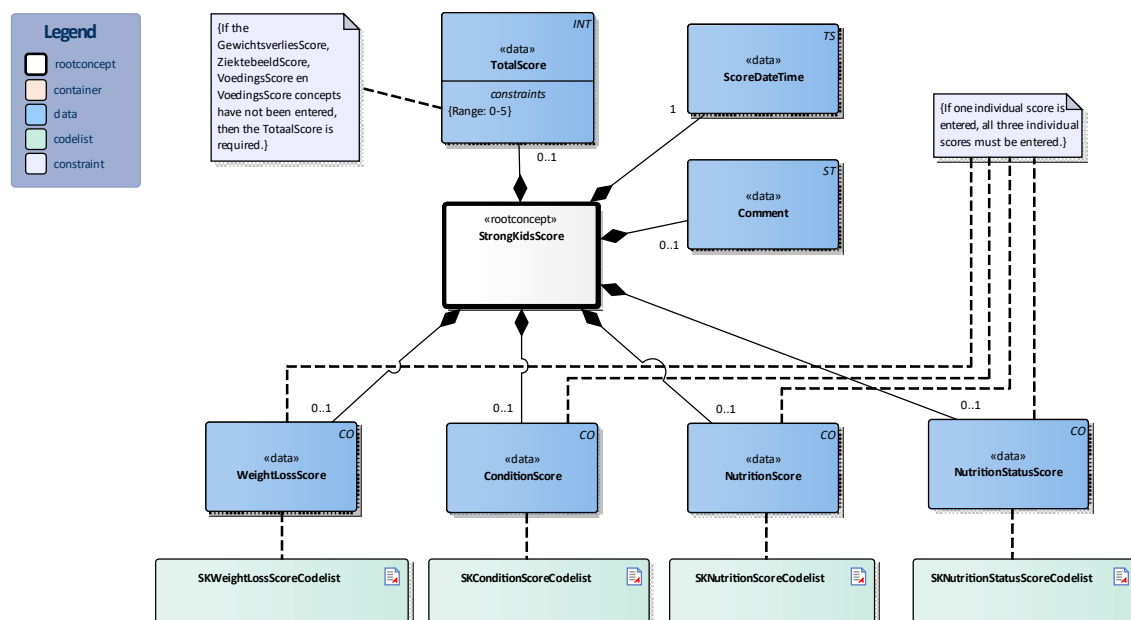 Legend
rootconcept
container
data
codelist
constraint
{If the
GewichtsverliesScore,
ZiektebeeldScore,
VoedingsScore en
VoedingsScore concepts
have not been entered,
then the TotaalScore is
required.}
INT
«data»
TotalScore
constraints
{Range: 0-5}
0..1
TS
«data»
ScoreDateTime
1
{If one individual score is
entered, all three individual
scores must be entered.}
ST
«data»
Comment
0..1
«rootconcept»
StrongKidsScore
0..1
0..1
0..1
0..1
CO
«data»
WeightLossScore
CO
«data»
ConditionScore
CO
«data»
NutritionScore
CO
«data»
NutritionStatusScore
SKWeightLossScoreCodelist
SKConditionScoreCodelist
SKNutritionScoreCodelist
SKNutritionStatusScoreCodelist